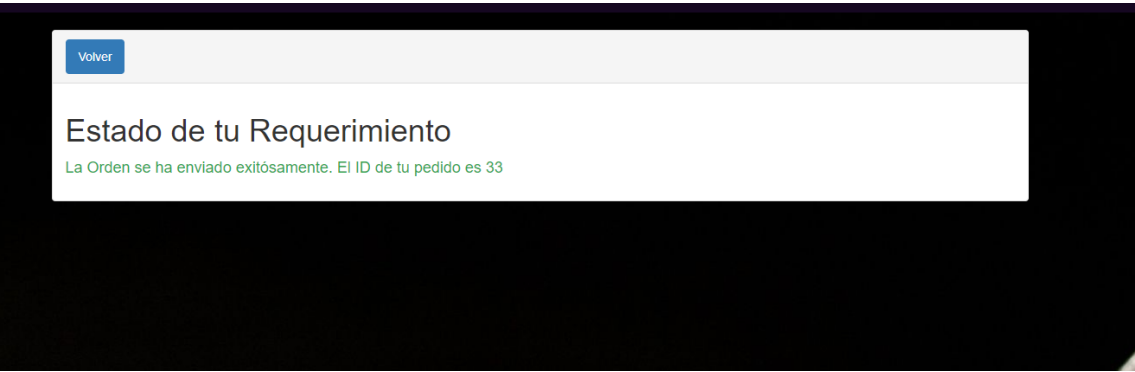 Volver
Estado de tu Requerimiento
La Orden se ha enviado exitósamente. El ID de tu pedido es 33